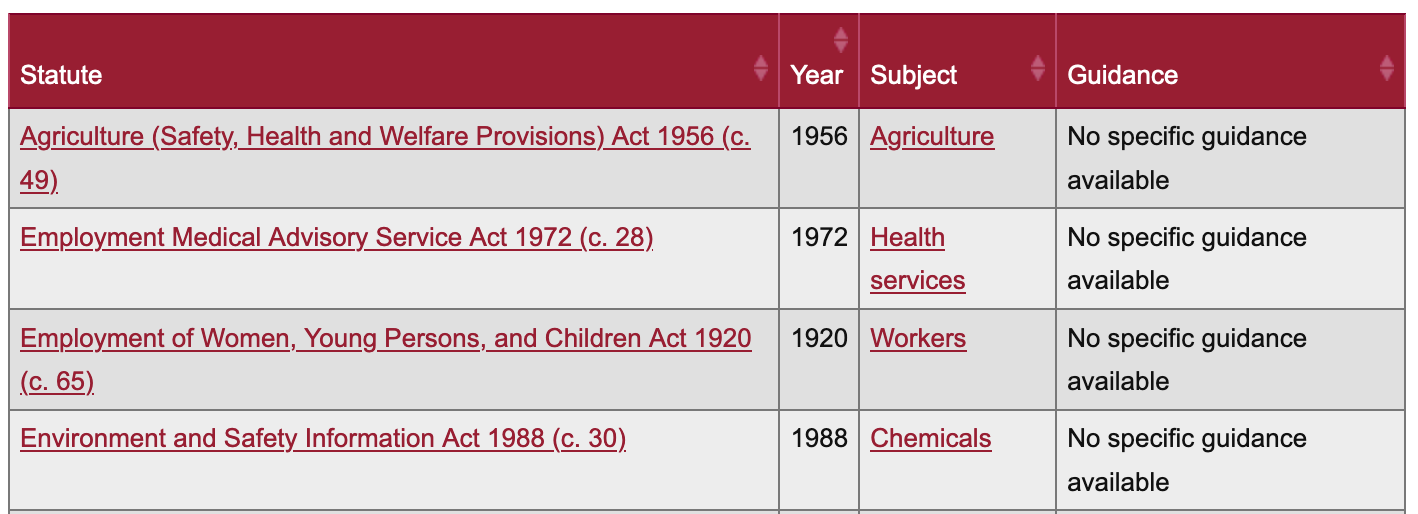 Statute Year Subject Guidance
Agriculture (Safety, Health and Welfare Provisions) Act 1956 (c. 1956 Agriculture No specific guidance
49) available
Employment Medical Advisory Service Act 1972 (c. 28) 1972 Health No specific guidance
services available
Employment of Women, Young Persons, and Children Act 1920 1920 Workers No specific guidance
(c. 65) available
Environment and Safety Information Act 1988 (c. 30) 1988 Chemicals No specific guidance
available